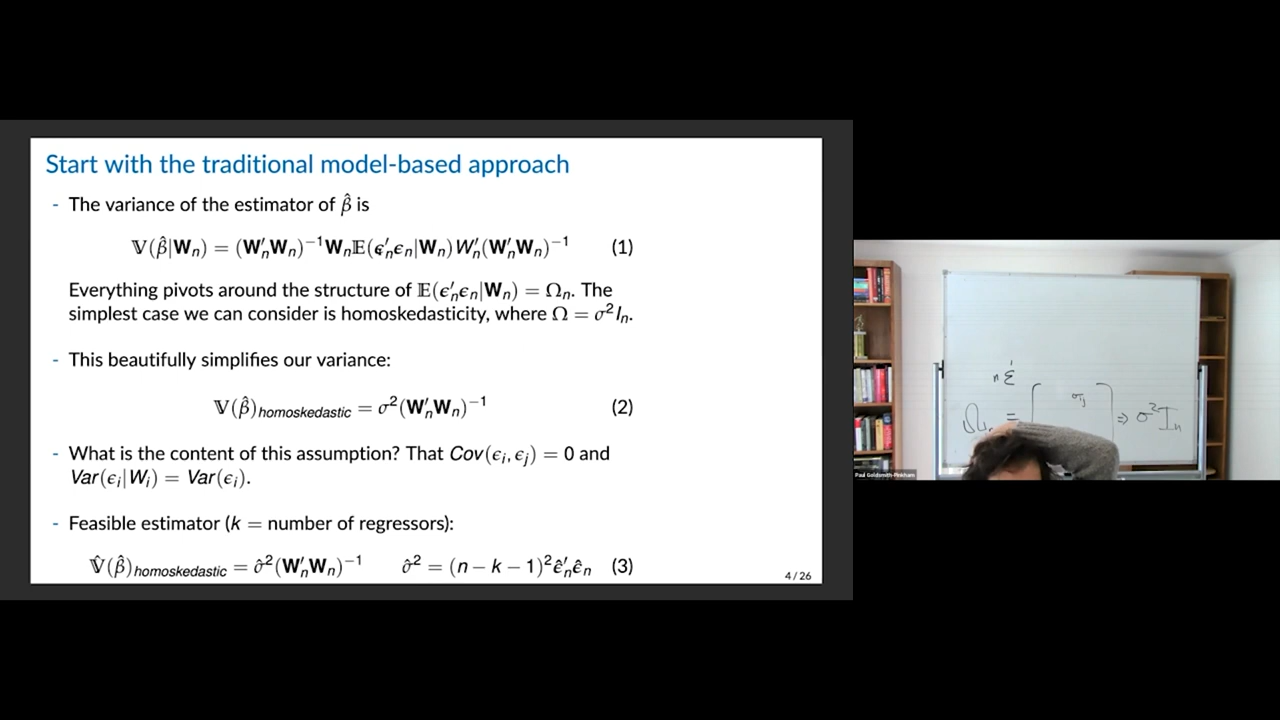 Start with the traditional model-based approach
- The variance of the estimator of β̂ is
𝕍(β̂|Wₙ) = (W′ₙWₙ)⁻¹Wₙ𝔼(ϵ′ₙϵₙ|Wₙ)W′ₙ(W′ₙWₙ)⁻¹ (1)
Everything pivots around the structure of 𝔼(ϵ′ₙϵₙ|Wₙ) = Ωₙ. The
simplest case we can consider is homoskedasticity, where Ω = σ²Iₙ.
- This beautifully simplifies our variance:
𝕍(β̂)homoskedastic = σ²(W′ₙWₙ)⁻¹ (2)
- What is the content of this assumption? That Cov(ϵᵢ, ϵⱼ) = 0 and
Var(ϵᵢ|Wᵢ) = Var(ϵᵢ).
- Feasible estimator (k = number of regressors):
𝕍̂(β̂)homoskedastic = σ̂²(W′ₙWₙ)⁻¹ σ̂² = (n − k − 1)²ϵ̂′ₙϵ̂ₙ (3)
4 / 26
σᵢⱼ
⇒ σ²Iₙ
Paul Goldsmith-Pinkham